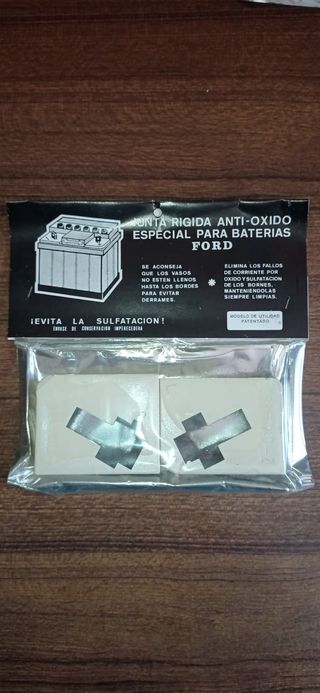 JUNTA RIGIDA ANTI-OXIDO
ESPECIAL PARA BATERIAS
FORD
SE ACONSEJA
QUE LOS VASOS
NO ESTEN LLENOS
HASTA LOS BORDES
PARA EVITAR
DERRAMES.
*
ELIMINA LOS FALLOS
DE CORRIENTE POR
OXIDO Y SULFATACION
DE LOS BORNES,
MANTENIENDOLAS
SIEMPRE LIMPIAS.
¡EVITA LA SULFATACION!
ENVASE DE CONSERVACION IMPERECEDERA
MODELO DE UTILIDAD
PATENTADO